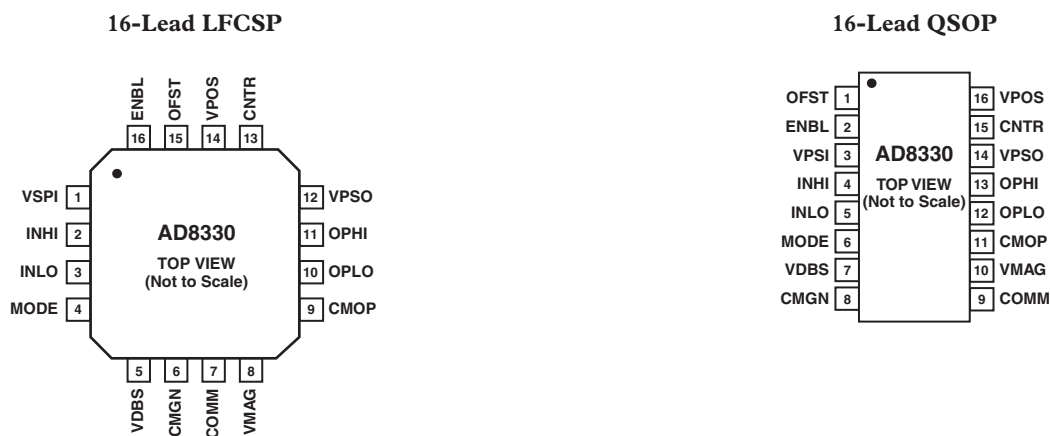 16-Lead LFCSP
ENBL
OFST
VPOS
CNTR
16
15
14
13
VSPI 1
INHI 2
INLO 3
MODE 4
AD8330
TOP VIEW
(Not to Scale)
12 VPSO
11 OPHI
10 OPLO
9 CMOP
5
6
7
8
VDBS
CMGN
COMM
VMAG
16-Lead QSOP
OFST 1
ENBL 2
VPSI 3
INHI 4
INLO 5
MODE 6
VDBS 7
CMGN 8
AD8330
TOP VIEW
(Not to Scale)
16 VPOS
15 CNTR
14 VPSO
13 OPHI
12 OPLO
11 CMOP
10 VMAG
9 COMM